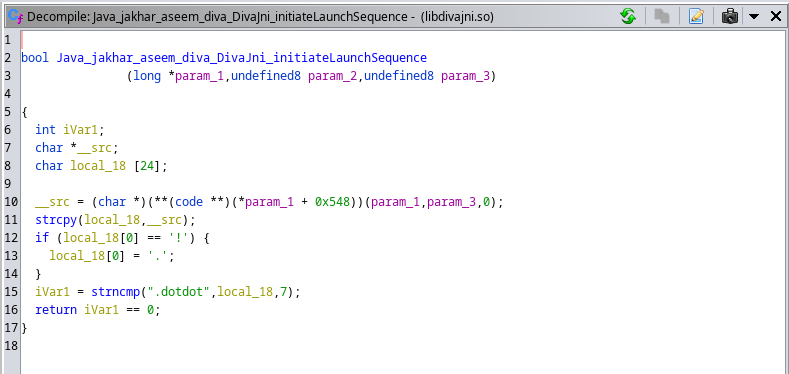 Decompile: Java_jakhar_aseem_diva_DivaJni_initiateLaunchSequence - (libdivajni.so)
1
2 bool Java_jakhar_aseem_diva_DivaJni_initiateLaunchSequence
3 (long *param_1,undefined8 param_2,undefined8 param_3)
4
5 {
6 int iVar1;
7 char *__src;
8 char local_18 [24];
9
10 __src = (char *)(**(code **)(*param_1 + 0x548))(param_1,param_3,0);
11 strcpy(local_18,__src);
12 if (local_18[0] == '!') {
13 local_18[0] = '.';
14 }
15 iVar1 = strncmp(".dotdot",local_18,7);
16 return iVar1 == 0;
17 }
18